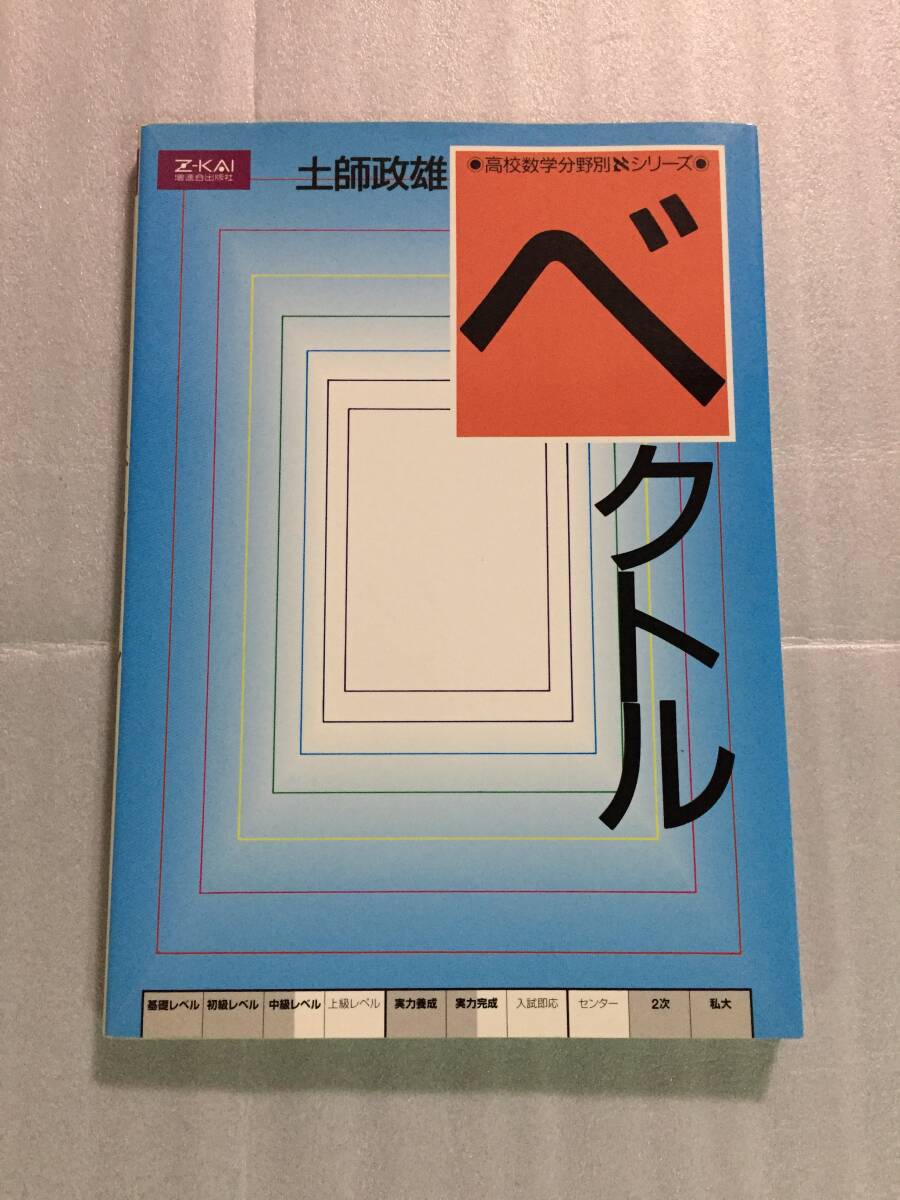 Z-KAI
増進会出版社
土師政雄
●高校数学分野別ℵシリーズ●
ベクトル
基礎レベル 初級レベル 中級レベル 上級レベル 実力養成 実力完成 入試即応 センター 2次 私大